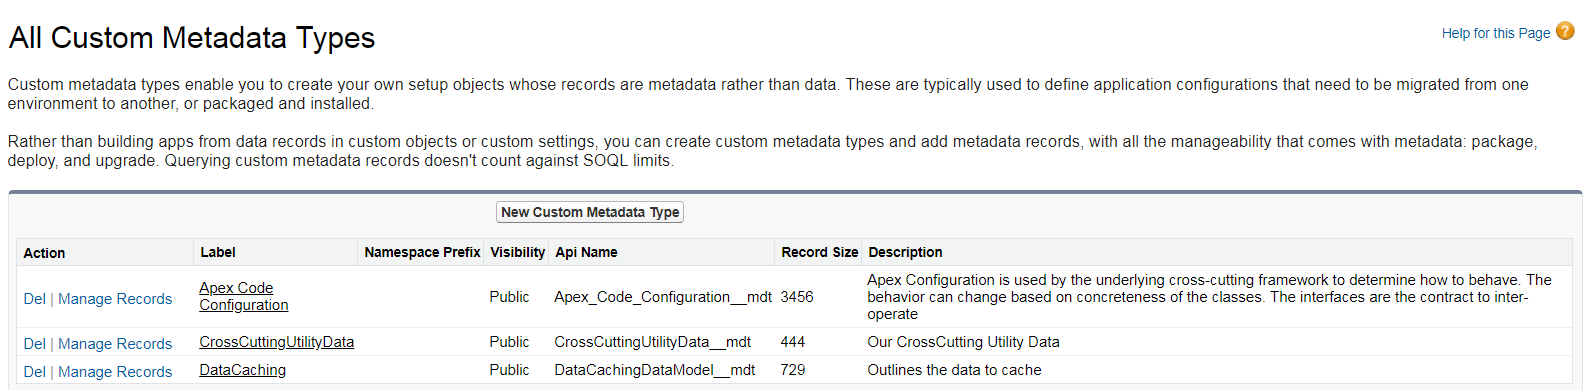 All Custom Metadata Types
Help for this Page ?
Custom metadata types enable you to create your own setup objects whose records are metadata rather than data. These are typically used to define application configurations that need to be migrated from one
environment to another, or packaged and installed.
Rather than building apps from data records in custom objects or custom settings, you can create custom metadata types and add metadata records, with all the manageability that comes with metadata: package,
deploy, and upgrade. Querying custom metadata records doesn't count against SOQL limits.
New Custom Metadata Type
Action Label Namespace Prefix Visibility Api Name Record Size Description
Del | Manage Records Apex Code Configuration Public Apex_Code_Configuration__mdt 3456 Apex Configuration is used by the underlying cross-cutting framework to determine how to behave. The
behavior can change based on concreteness of the classes. The interfaces are the contract to inter-
operate
Del | Manage Records CrossCuttingUtilityData Public CrossCuttingUtilityData__mdt 444 Our CrossCutting Utility Data
Del | Manage Records DataCaching Public DataCachingDataModel__mdt 729 Outlines the data to cache